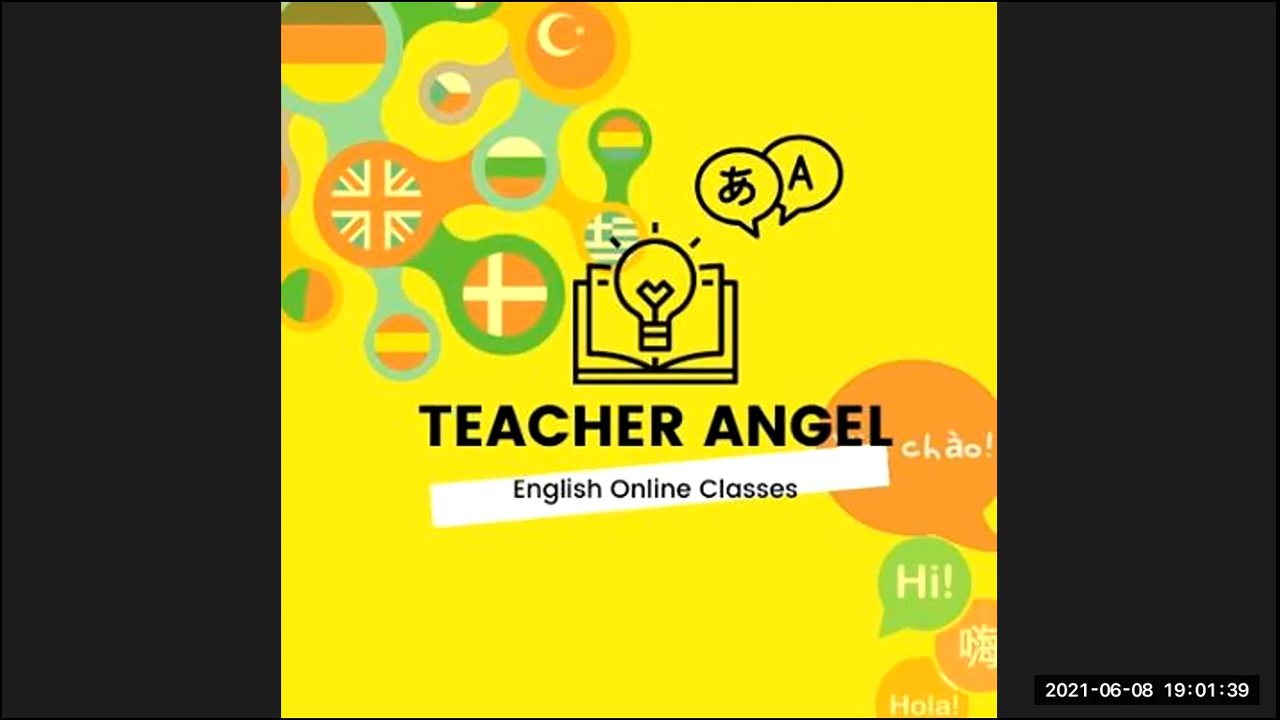 あ A
TEACHER ANGEL
English Online Classes
chào!
Hi!
嗨
Hola!
2021-06-08 19:01:39